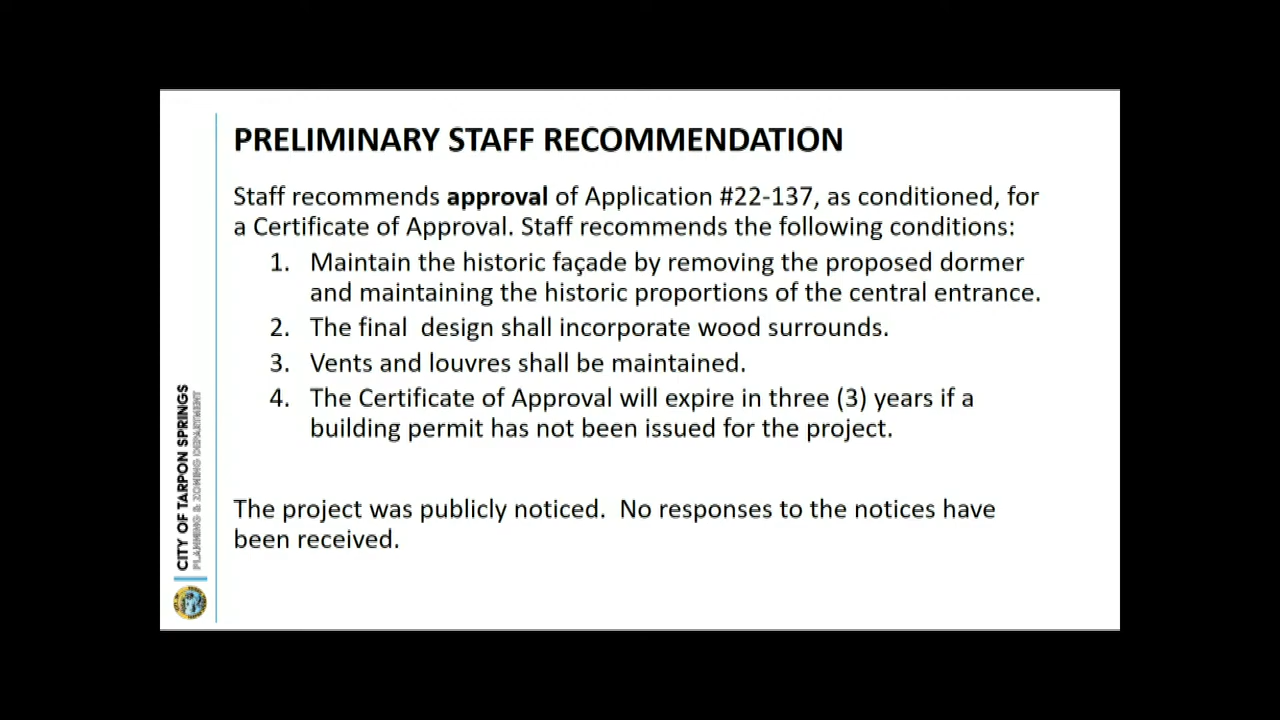 PRELIMINARY STAFF RECOMMENDATION
Staff recommends approval of Application #22-137, as conditioned, for
a Certificate of Approval. Staff recommends the following conditions:
1. Maintain the historic façade by removing the proposed dormer
and maintaining the historic proportions of the central entrance.
2. The final  design shall incorporate wood surrounds.
3. Vents and louvres shall be maintained.
4. The Certificate of Approval will expire in three (3) years if a
building permit has not been issued for the project.
The project was publicly noticed.  No responses to the notices have
been received.
CITY OF TARPON SPRINGS
PLANNING & ZONING DEPARTMENT